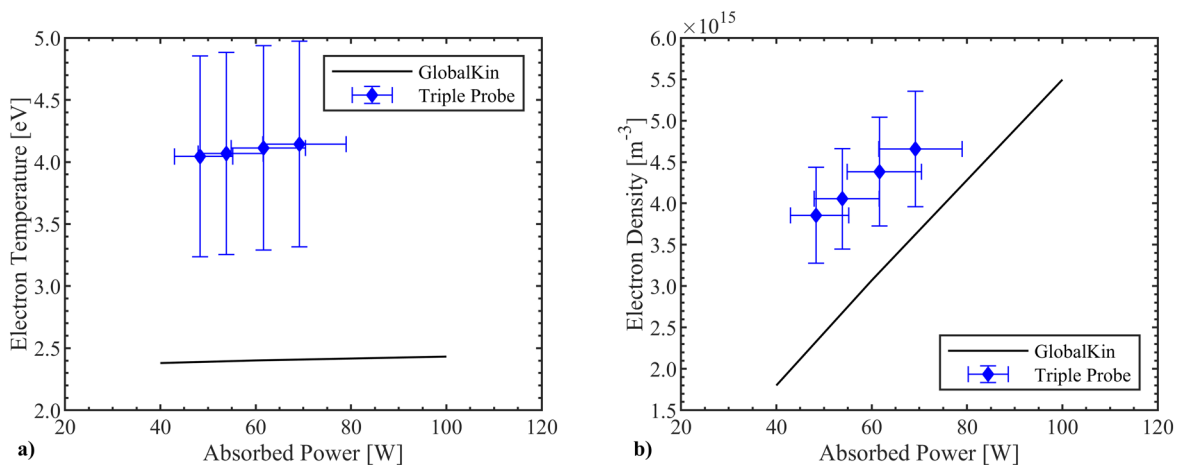 5.0
4.5
4.0
3.5
3.0
2.5
2.0
Electron Temperature [eV]
GlobalKin
Triple Probe
20 40 60 80 100 120
Absorbed Power [W]
a)
×10^15
6.0
5.5
5.0
4.5
4.0
3.5
3.0
2.5
2.0
1.5
Electron Density [m^-3]
GlobalKin
Triple Probe
20 40 60 80 100 120
Absorbed Power [W]
b)